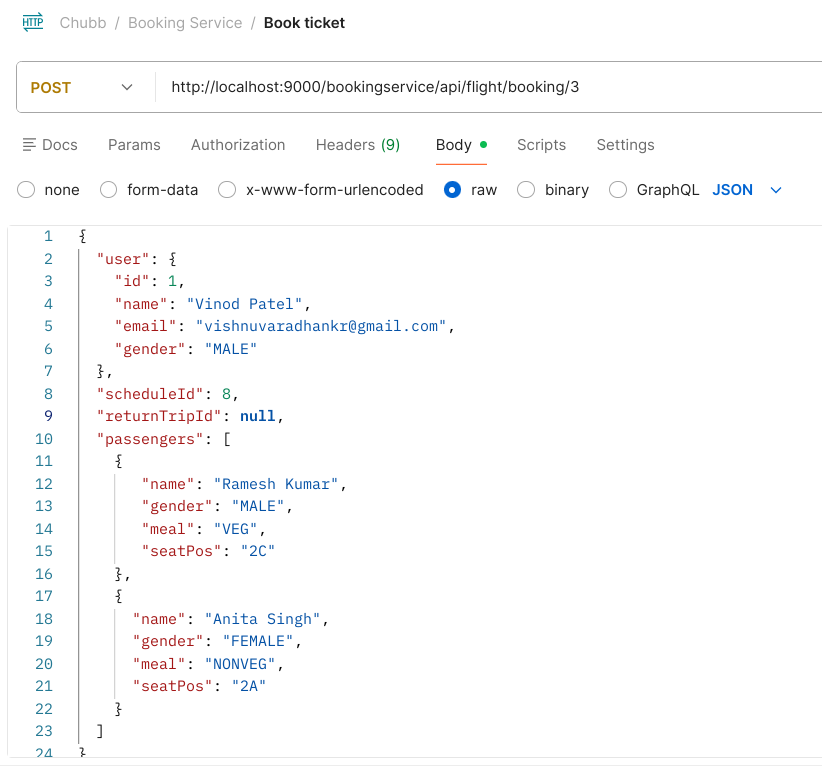 HTTP Chubb / Booking Service / Book ticket
POST http://localhost:9000/bookingservice/api/flight/booking/3
Docs Params Authorization Headers (9) Body Scripts Settings
none form-data x-www-form-urlencoded raw binary GraphQL JSON
1 {
2 "user": {
3 "id": 1,
4 "name": "Vinod Patel",
5 "email": "vishnuvaradhankr@gmail.com",
6 "gender": "MALE"
7 },
8 "scheduleId": 8,
9 "returnTripId": null,
10 "passengers": [
11 {
12 "name": "Ramesh Kumar",
13 "gender": "MALE",
14 "meal": "VEG",
15 "seatPos": "2C"
16 },
17 {
18 "name": "Anita Singh",
19 "gender": "FEMALE",
20 "meal": "NONVEG",
21 "seatPos": "2A"
22 }
23 ]
24 }